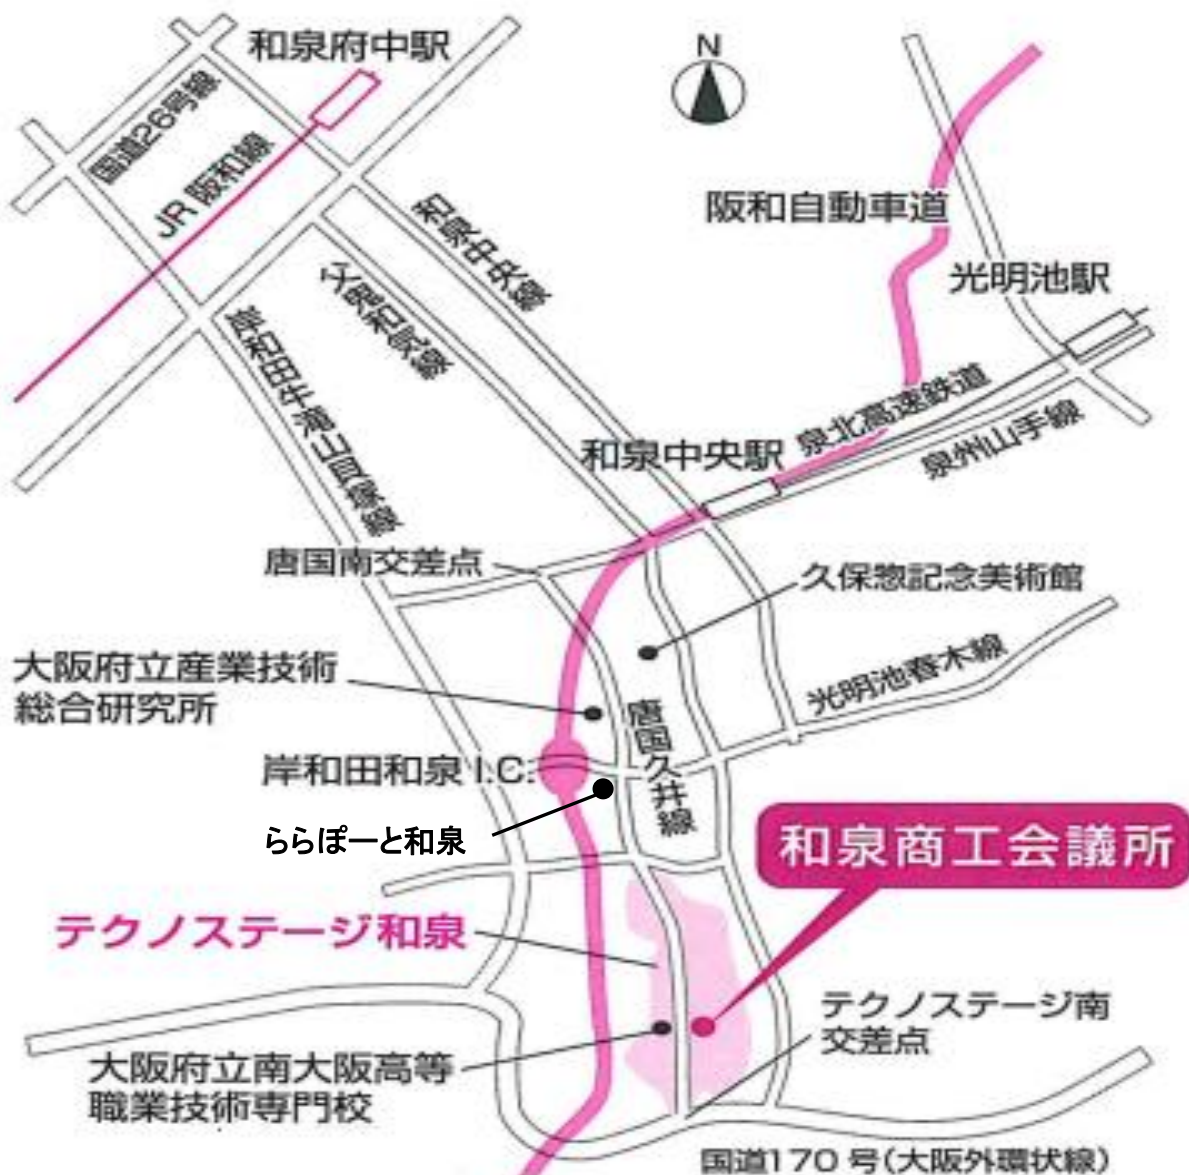 和泉府中駅
N
国道26号線
JR 阪和線
阪和自動車道
和泉中央線
光明池駅
父鬼和気線
岸和田牛滝山貝塚線
泉北高速鉄道
和泉中央駅
泉州山手線
唐国南交差点
久保惣記念美術館
大阪府立産業技術
総合研究所
光明池春木線
唐国久井線
岸和田和泉 I.C.
ららぽーと和泉
和泉商工会議所
テクノステージ和泉
テクノステージ南
交差点
大阪府立南大阪高等
職業技術専門校
国道170 号(大阪外環状線)